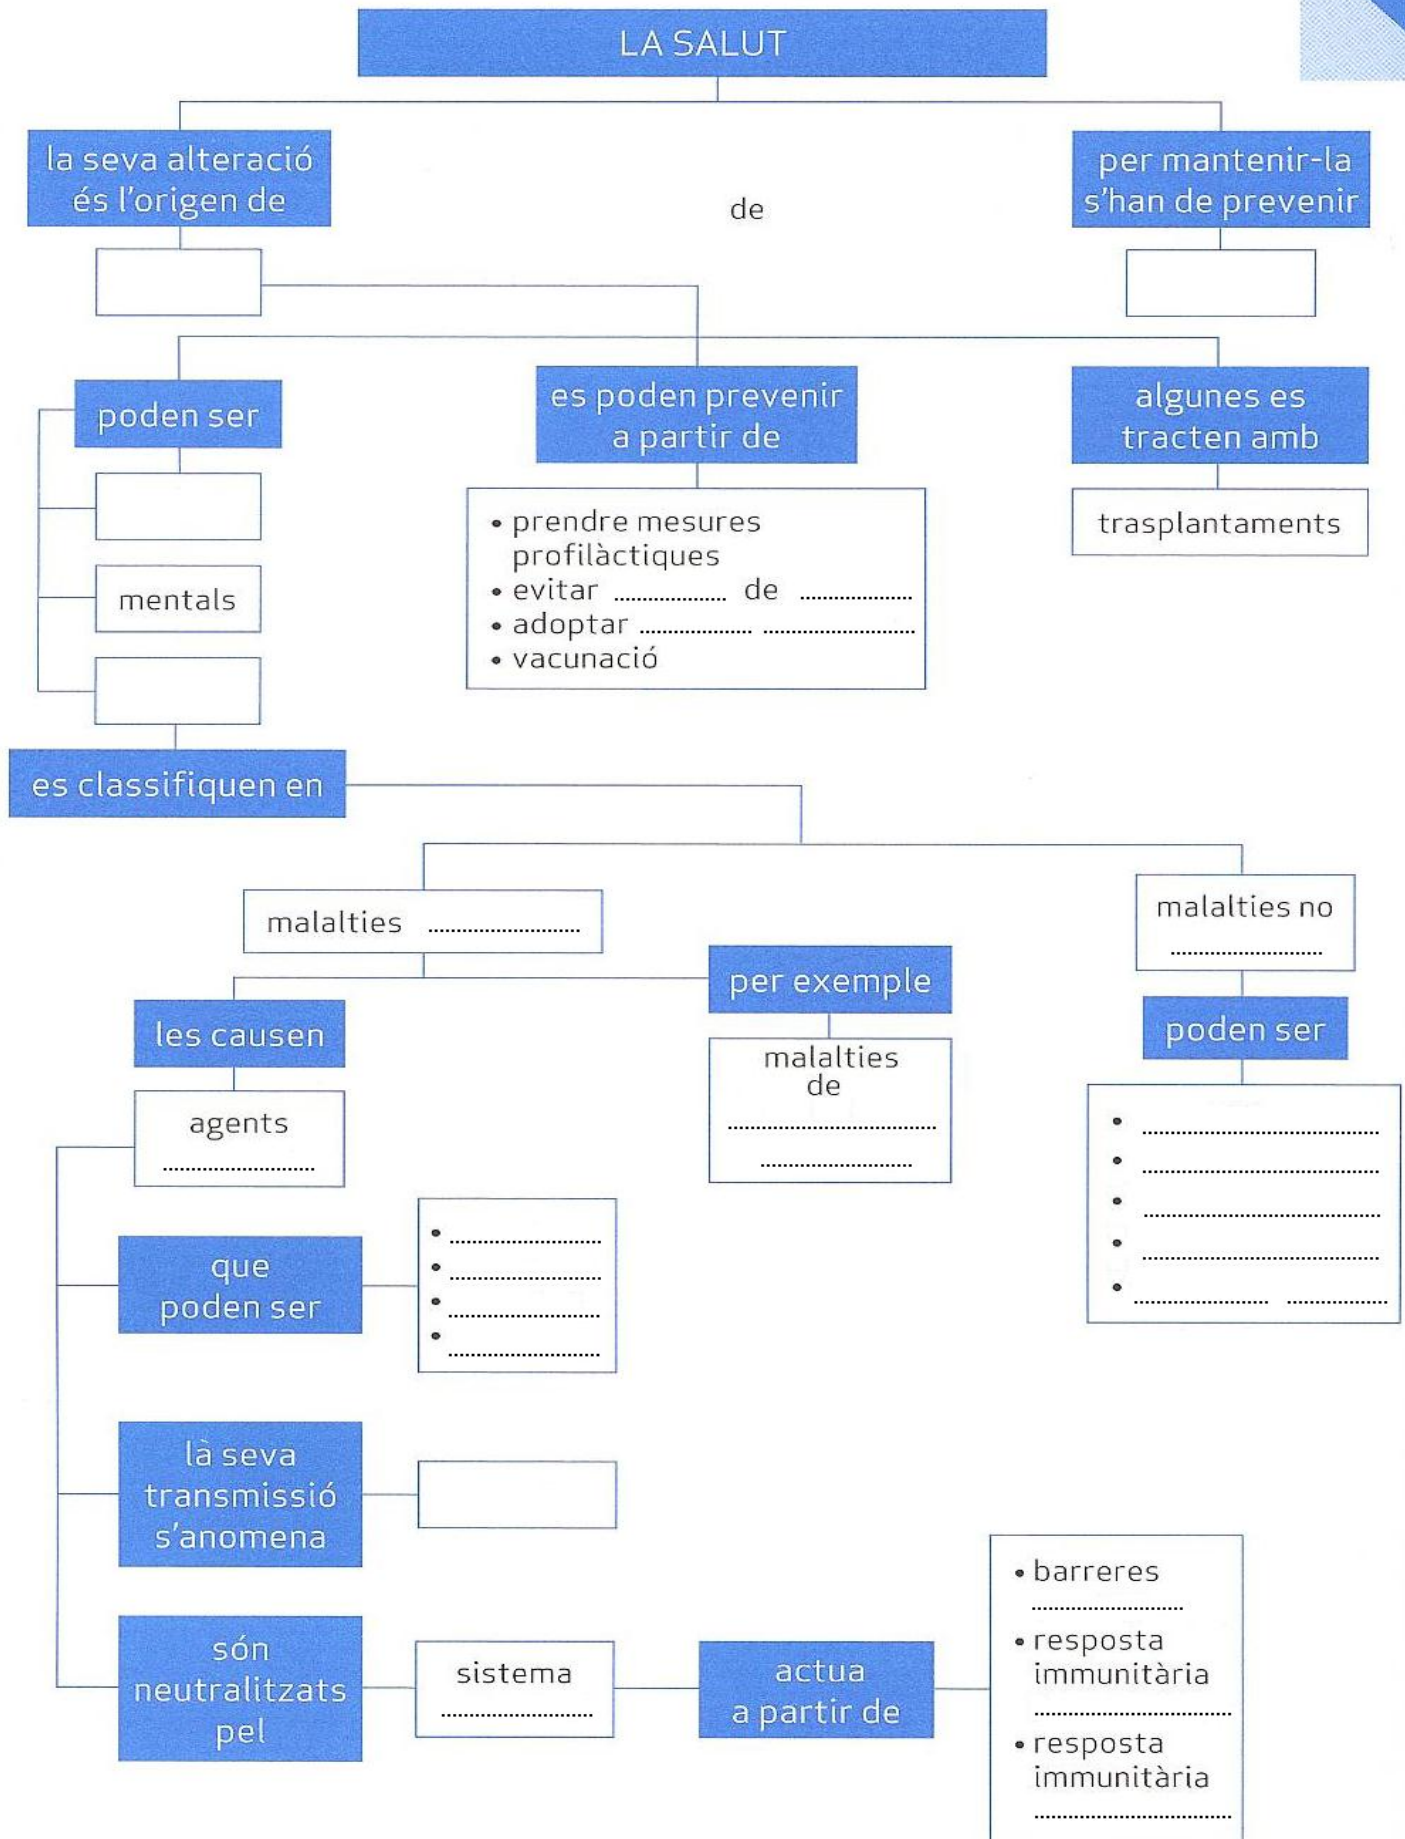 LA SALUT
la seva alteració
és l'origen de
de
per mantenir-la
s'han de prevenir
poden ser
mentals
es classifiquen en
es poden prevenir
a partir de
• prendre mesures
profilàctiques
• evitar .................. de ..................
• adoptar .................. ........................
• vacunació
algunes es
tracten amb
trasplantaments
malalties ........................
les causen
agents
........................
per exemple
malalties
de
.................................
........................
malalties no
........................
poden ser
• ......................................
• ......................................
• ......................................
• ......................................
• ...................... ................
que
poden ser
• ........................
• ........................
• ........................
• ........................
là seva
transmissió
s'anomena
són
neutralitzats
pel
sistema
........................
actua
a partir de
• barreres
........................
• resposta
immunitària
................................
• resposta
immunitària
................................